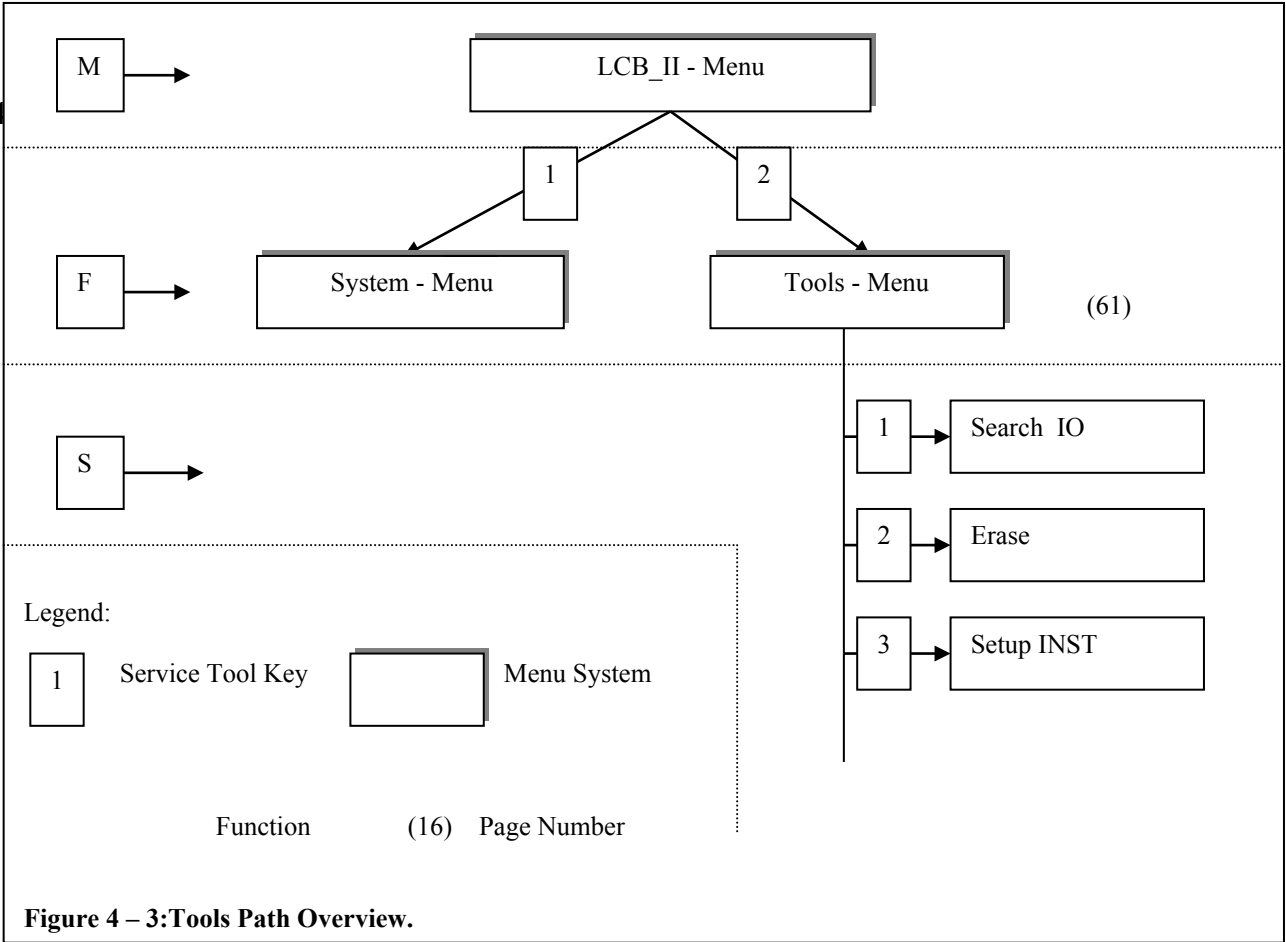 M
LCB_II - Menu
1
2
F
System - Menu
Tools - Menu
(61)
S
1
Search IO
2
Erase
3
Setup INST
Legend:
1
Service Tool Key
Menu System
Function
(16)
Page Number
Figure 4 – 3:Tools Path Overview.